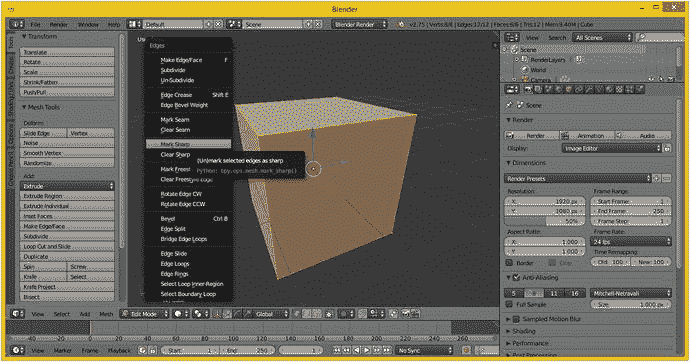 Blender
File
Render
Window
Help
Default
Scene
Blender Render
v2.75 | Verts:8/8 | Edges:12/12 | Faces:6/6 | Tris:12 | Mem:9.40M | Cube
Transform
Translate
Rotate
Scale
Shrink/Fatten
Push/Pull
Mesh Tools
Deform:
Slide Edge
Vertex
Noise
Smooth Vertex
Randomize
Add:
Extrude
Extrude Region
Extrude Individual
Inset Faces
Make Edge/Face
Subdivide
Loop Cut and Slide
Duplicate
Spin
Screw
Knife
Select
Knife Project
Bisect
Tools
Options
Grease Pencil
Edges
Make Edge/Face F
Subdivide
Un-Subdivide
Edge Crease Shift E
Edge Bevel Weight
Mark Seam
Clear Seam
Mark Sharp
Clear Sharp
(Un)mark selected edges as sharp
Python: bpy.ops.mesh.mark_sharp()
Mark Freest
Clear Freestyle Edge
Rotate Edge CW
Rotate Edge CCW
Bevel Ctrl B
Edge Split
Bridge Edge Loops
Edge Slide
Edge Loops
Edge Rings
Select Loop Inner-Region
Select Boundary Loop
View
Select
Add
Mesh
Edit Mode
Global
View
Marker
Frame
Playback
Start: 1
End: 250
1
No Sync
View
Search
All Scenes
Scene
RenderLayers
World
Camera
Scene
Render
Render
Animation
Audio
Display:
Image Editor
Dimensions
Render Presets
Resolution:
Frame Range:
X: 1920 px
Start Frame: 1
Y: 1080 px
End Frame: 250
50%
Frame Step: 1
Aspect Ratio:
Frame Rate:
X: 1.000
24 fps
Y: 1.000
Time Remapping:
Border
Crop
Old: 100
New: 100
Anti-Aliasing
5
8
11
16
Mitchell-Netravali
Full Sample
Size: 1.000 px
Sampled Motion Blur
Shading
Performance
Post Processing